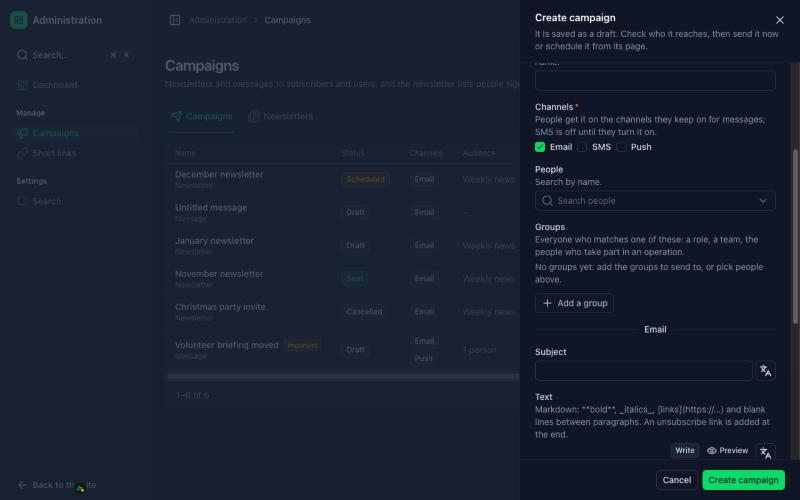 Administration
Search...
⌘ K
Dashboard
Manage
Campaigns
Short links
Settings
Search
Back to the site
Administration > Campaigns
Campaigns
Newsletters and messages to subscribers and users, and the newsletter lists people
Campaigns
Newsletters
Name Status Channels Audience
December newsletter
Newsletter
Scheduled
Email
Weekly news
Untitled message
Message
Draft
Email
–
January newsletter
Newsletter
Draft
Email
Weekly news
November newsletter
Newsletter
Sent
Email
Weekly news
Christmas party invite
Newsletter
Cancelled
Email
Weekly news
Volunteer briefing moved
Important
Message
Draft
Email
Push
1 person
1–6 of 6
Create campaign
It is saved as a draft. Check who it reaches, then send it now
or schedule it from its page.
name.
Channels *
People get it on the channels they keep on for messages;
SMS is off until they turn it on.
Email SMS Push
People
Search by name.
Search people
Groups
Everyone who matches one of these: a role, a team, the
people who take part in an operation.
No groups yet: add the groups to send to, or pick people
above.
Add a group
Email
Subject
Text
Markdown: **bold**, _italics_, [links](https://…) and blank
lines between paragraphs. An unsubscribe link is added at
the end.
Write
Preview
Cancel
Create campaign